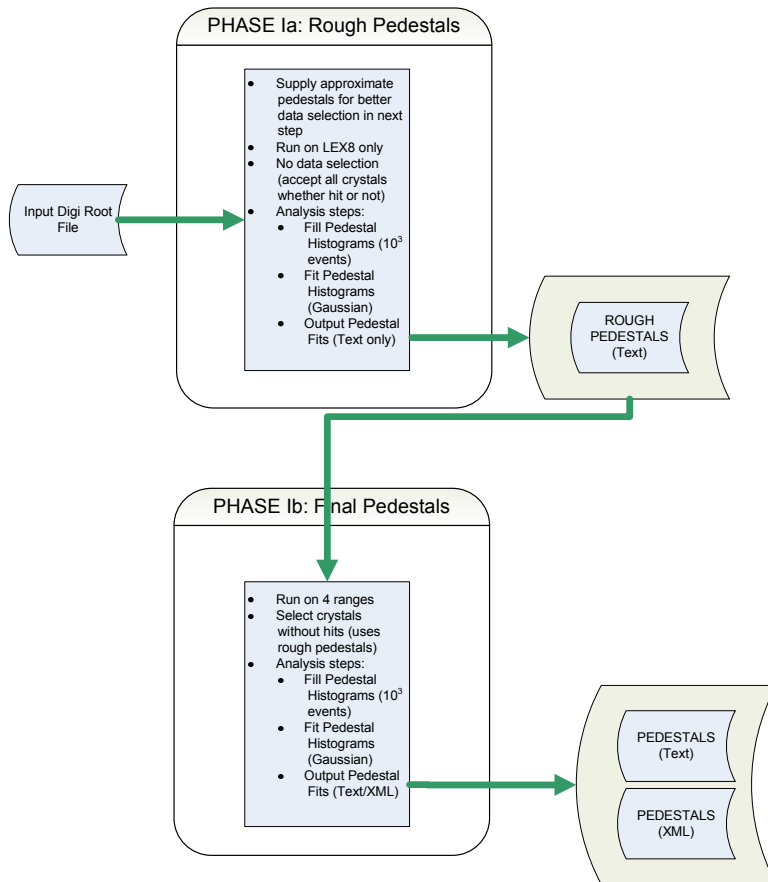 PHASE Ia: Rough Pedestals
• Supply approximate
pedestals for better
data selection in next
step
• Run on LEX8 only
• No data selection
(accept all crystals
whether hit or not)
• Analysis steps:
• Fill Pedestal
Histograms (10³
events)
• Fit Pedestal
Histograms
(Gaussian)
• Output Pedestal
Fits (Text only)
Input Digi Root
File
ROUGH
PEDESTALS
(Text)
PHASE Ib: Final Pedestals
• Run on 4 ranges
• Select crystals
without hits (uses
rough pedestals)
• Analysis steps:
• Fill Pedestal
Histograms (10³
events)
• Fit Pedestal
Histograms
(Gaussian)
• Output Pedestal
Fits (Text/XML)
PEDESTALS
(Text)
PEDESTALS
(XML)